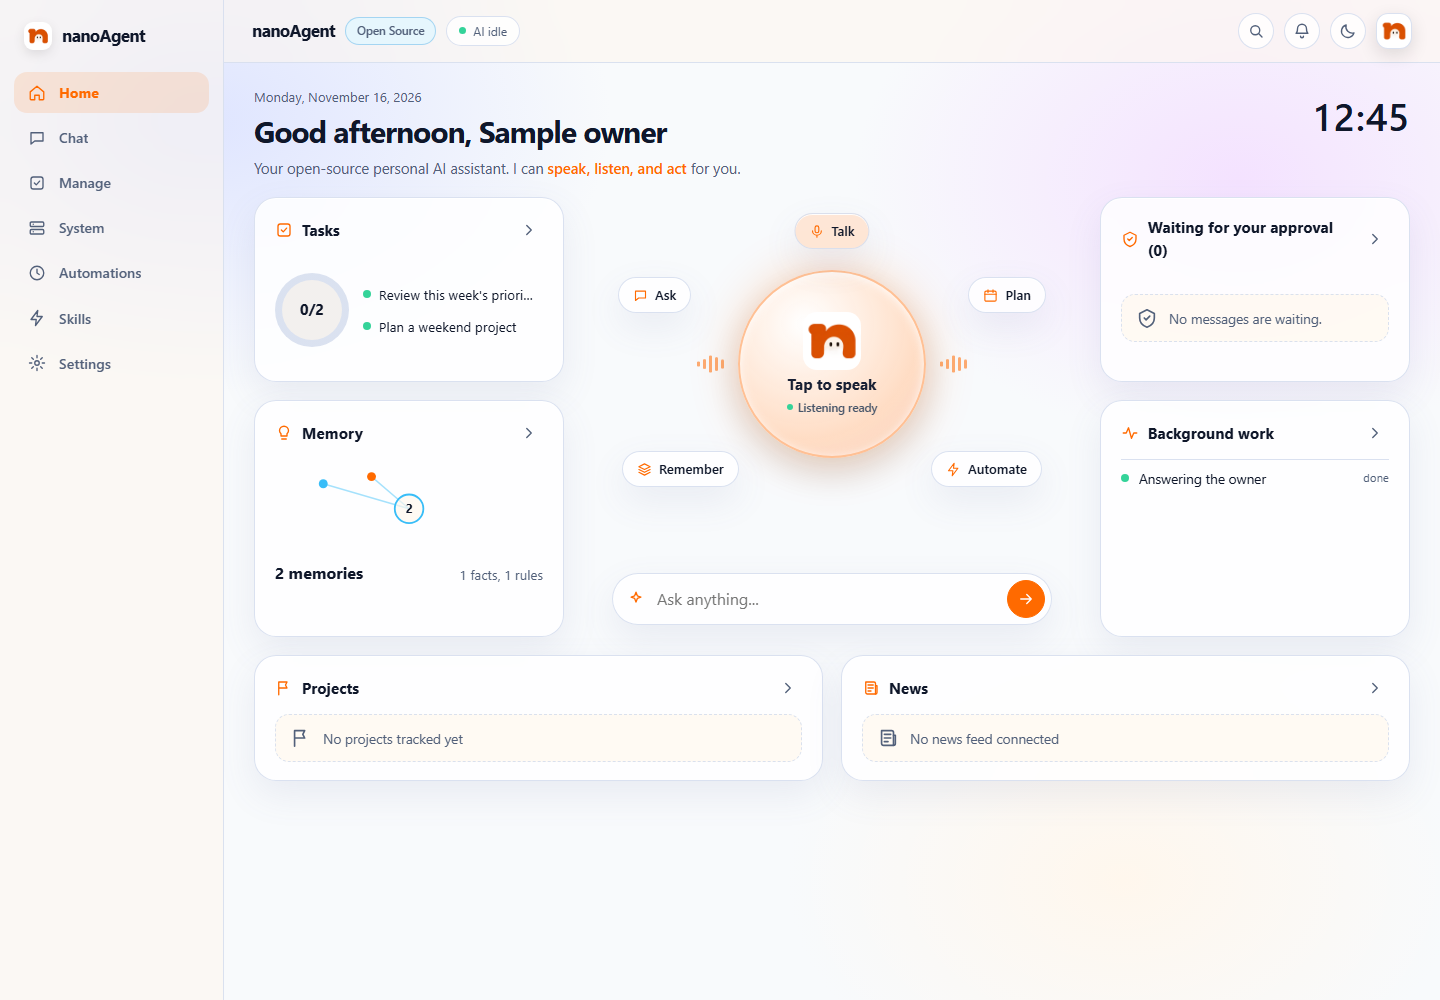 nanoAgent
Home
Chat
Manage
System
Automations
Skills
Settings
nanoAgent
Open Source
AI idle
Monday, November 16, 2026
Good afternoon, Sample owner
Your open-source personal AI assistant. I can speak, listen, and act for you.
12:45
Tasks
0/2
Review this week's priori...
Plan a weekend project
Memory
2
2 memories
1 facts, 1 rules
Talk
Ask
Plan
Tap to speak
Listening ready
Remember
Automate
Ask anything...
Waiting for your approval
(0)
No messages are waiting.
Background work
Answering the owner
done
Projects
No projects tracked yet
News
No news feed connected